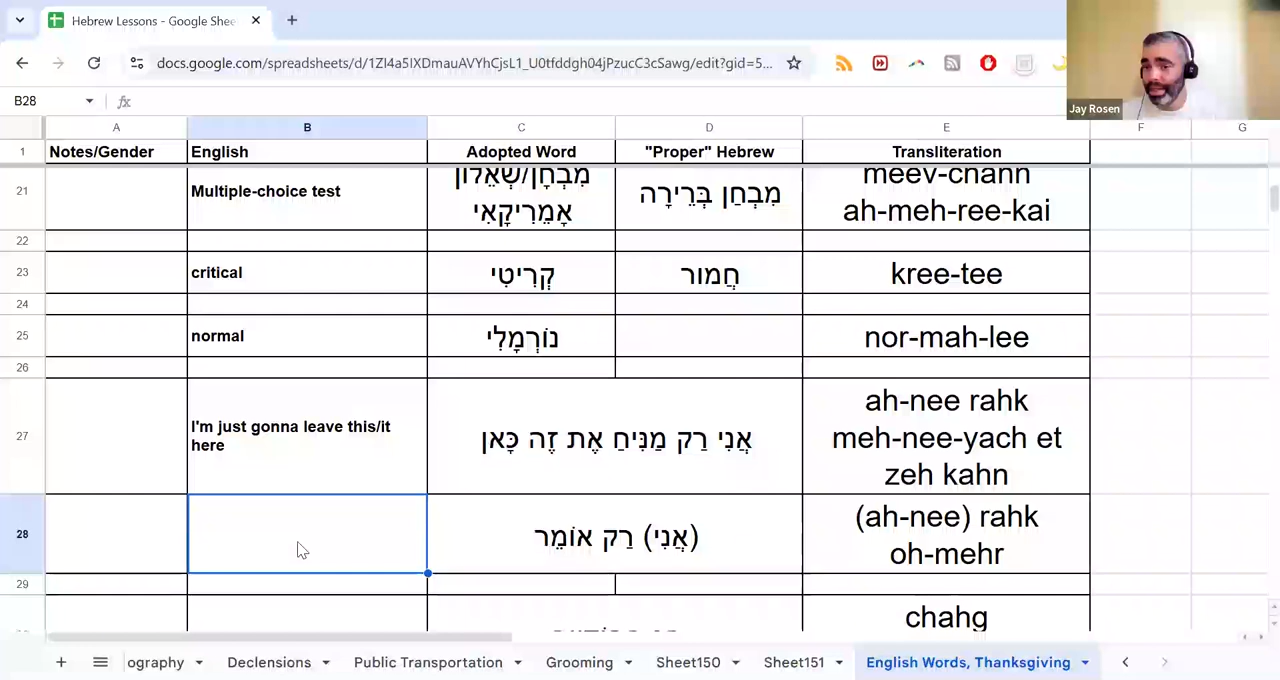 Hebrew Lessons - Google Shee
docs.google.com/spreadsheets/d/1Zl4a5lXDmauAVYhCjsL1_U0tfddgh04jPzucC3cSawg/edit?gid=5...
Jay Rosen
B28
fx
A B C D E F G
1 Notes/Gender English Adopted Word "Proper" Hebrew Transliteration
21 Multiple-choice test
מִבְחָן/שְׁאֵלוֹן
אָמֵרִיקָאִי
מִבְחַן בְּרֵירָה
meev-chahn
ah-meh-ree-kai
22
23 critical קְרִיטִי חֲמוּר kree-tee
24
25 normal נוֹרְמָלִי nor-mah-lee
26
27 I'm just gonna leave this/it
here
אֲנִי רַק מַנִּיחַ אֶת זֶה כָּאן
ah-nee rahk
meh-nee-yach et
zeh kahn
28 (אֲנִי) רַק אוֹמֵר
(ah-nee) rahk
oh-mehr
29
chahg
ography Declensions Public Transportation Grooming Sheet150 Sheet151 English Words, Thanksgiving